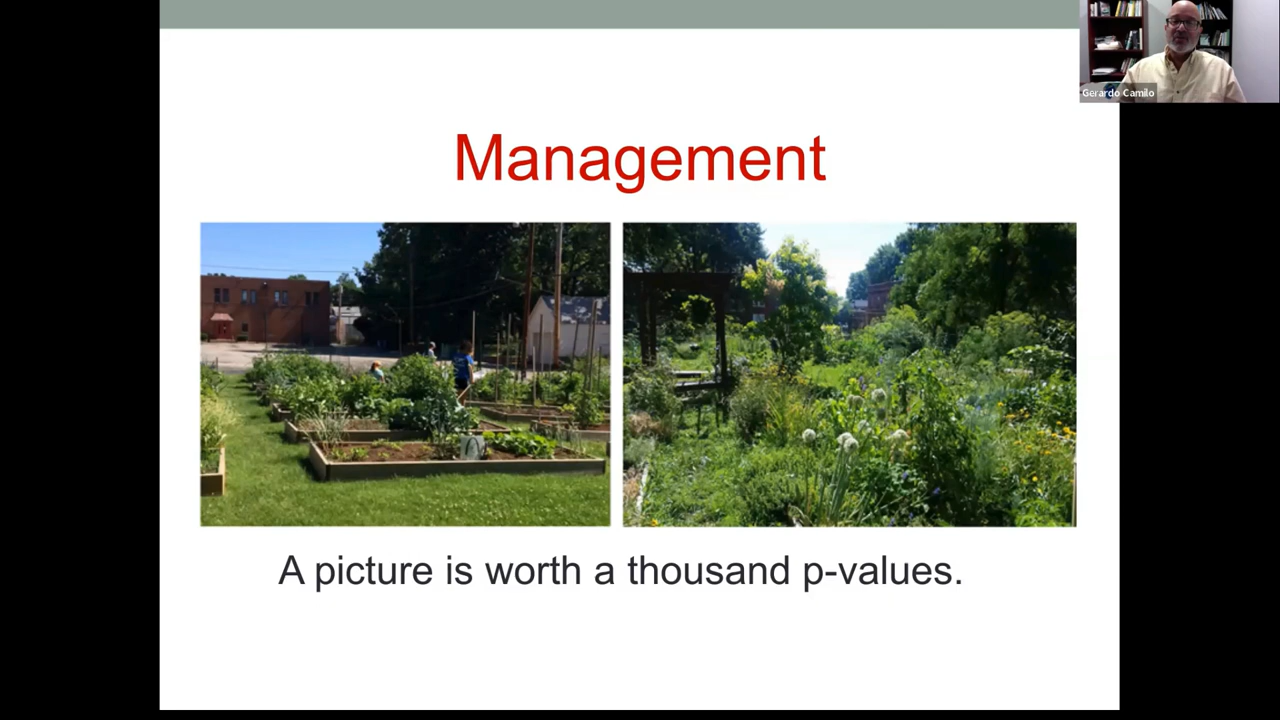 Gerardo Camilo
Management
A picture is worth a thousand p-values.